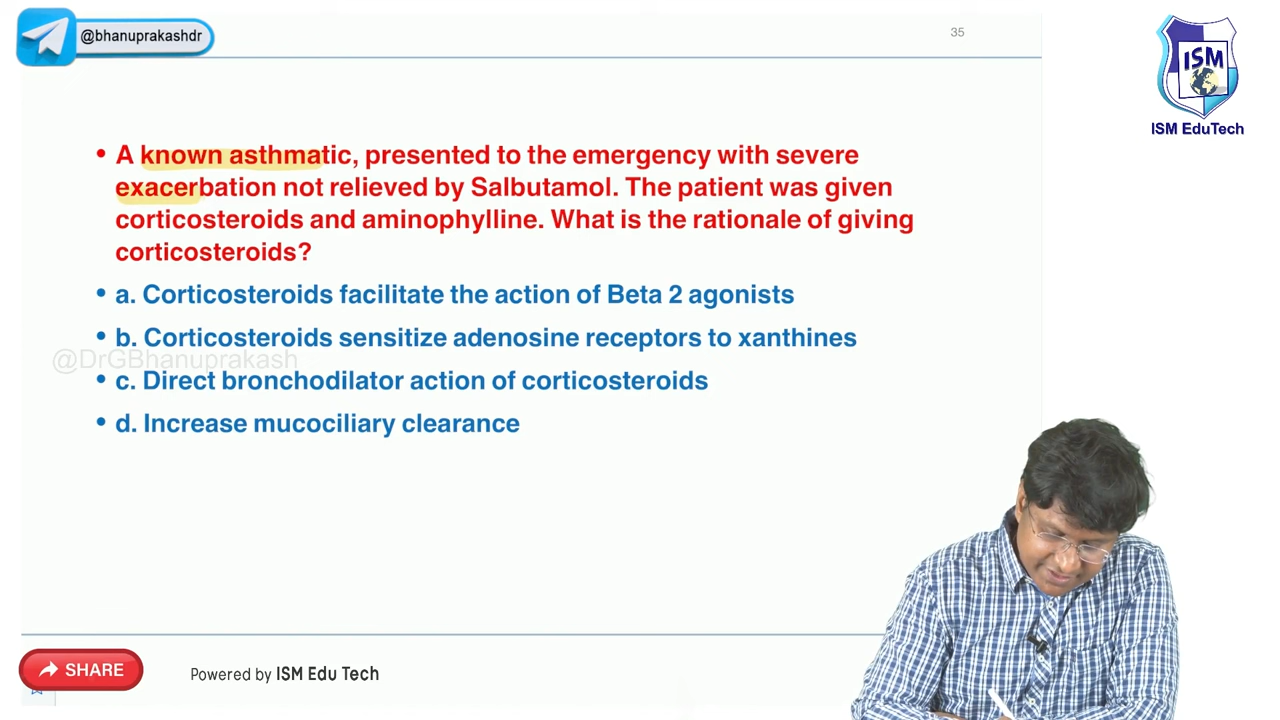 @bhanuprakashdr
35
ISM
ISM EduTech
• A known asthmatic, presented to the emergency with severe
exacerbation not relieved by Salbutamol. The patient was given
corticosteroids and aminophylline. What is the rationale of giving
corticosteroids?
• a. Corticosteroids facilitate the action of Beta 2 agonists
• b. Corticosteroids sensitize adenosine receptors to xanthines
@DrGBhanuprakash
• c. Direct bronchodilator action of corticosteroids
• d. Increase mucociliary clearance
SHARE
Powered by ISM Edu Tech